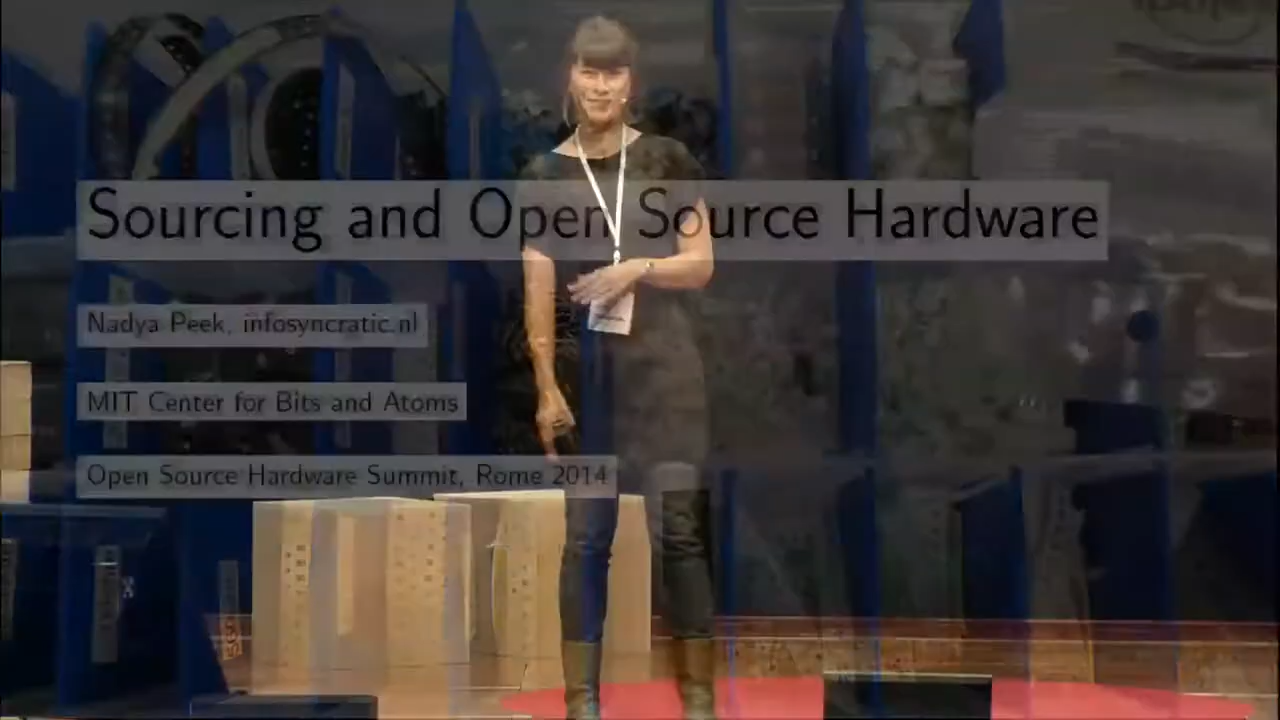 Sourcing and Open Source Hardware
Nadya Peek, infosyncratic.nl
MIT Center for Bits and Atoms
Open Source Hardware Summit, Rome 2014